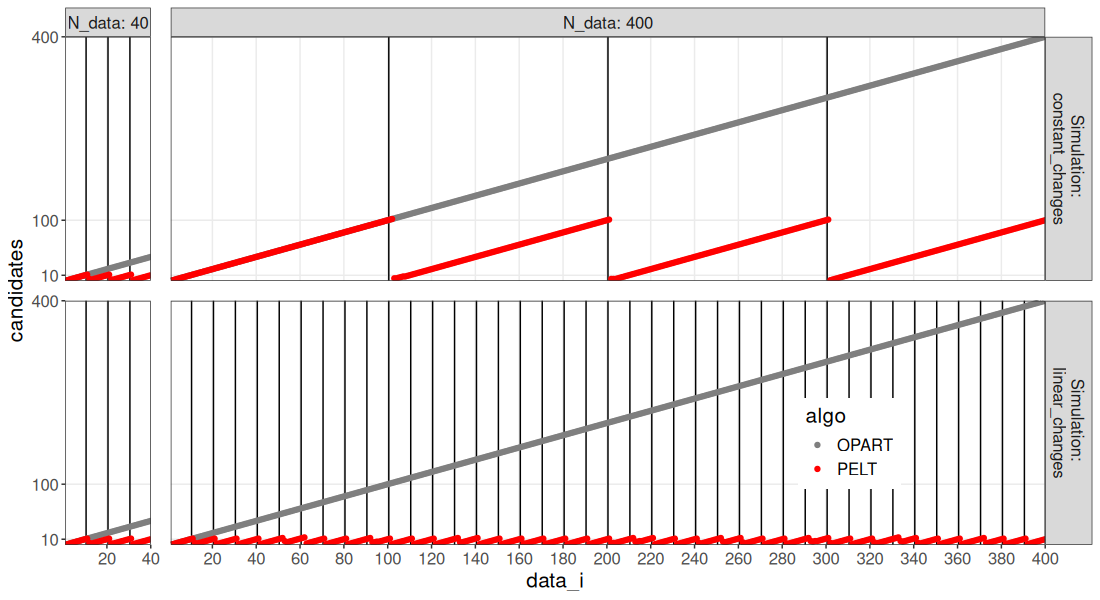 N_data: 40
N_data: 400
candidates
400
100
10
Simulation:
constant_changes
400
100
10
Simulation:
linear_changes
algo
OPART
PELT
20 40
20 40 60 80 100 120 140 160 180 200 220 240 260 280 300 320 340 360 380 400
data_i